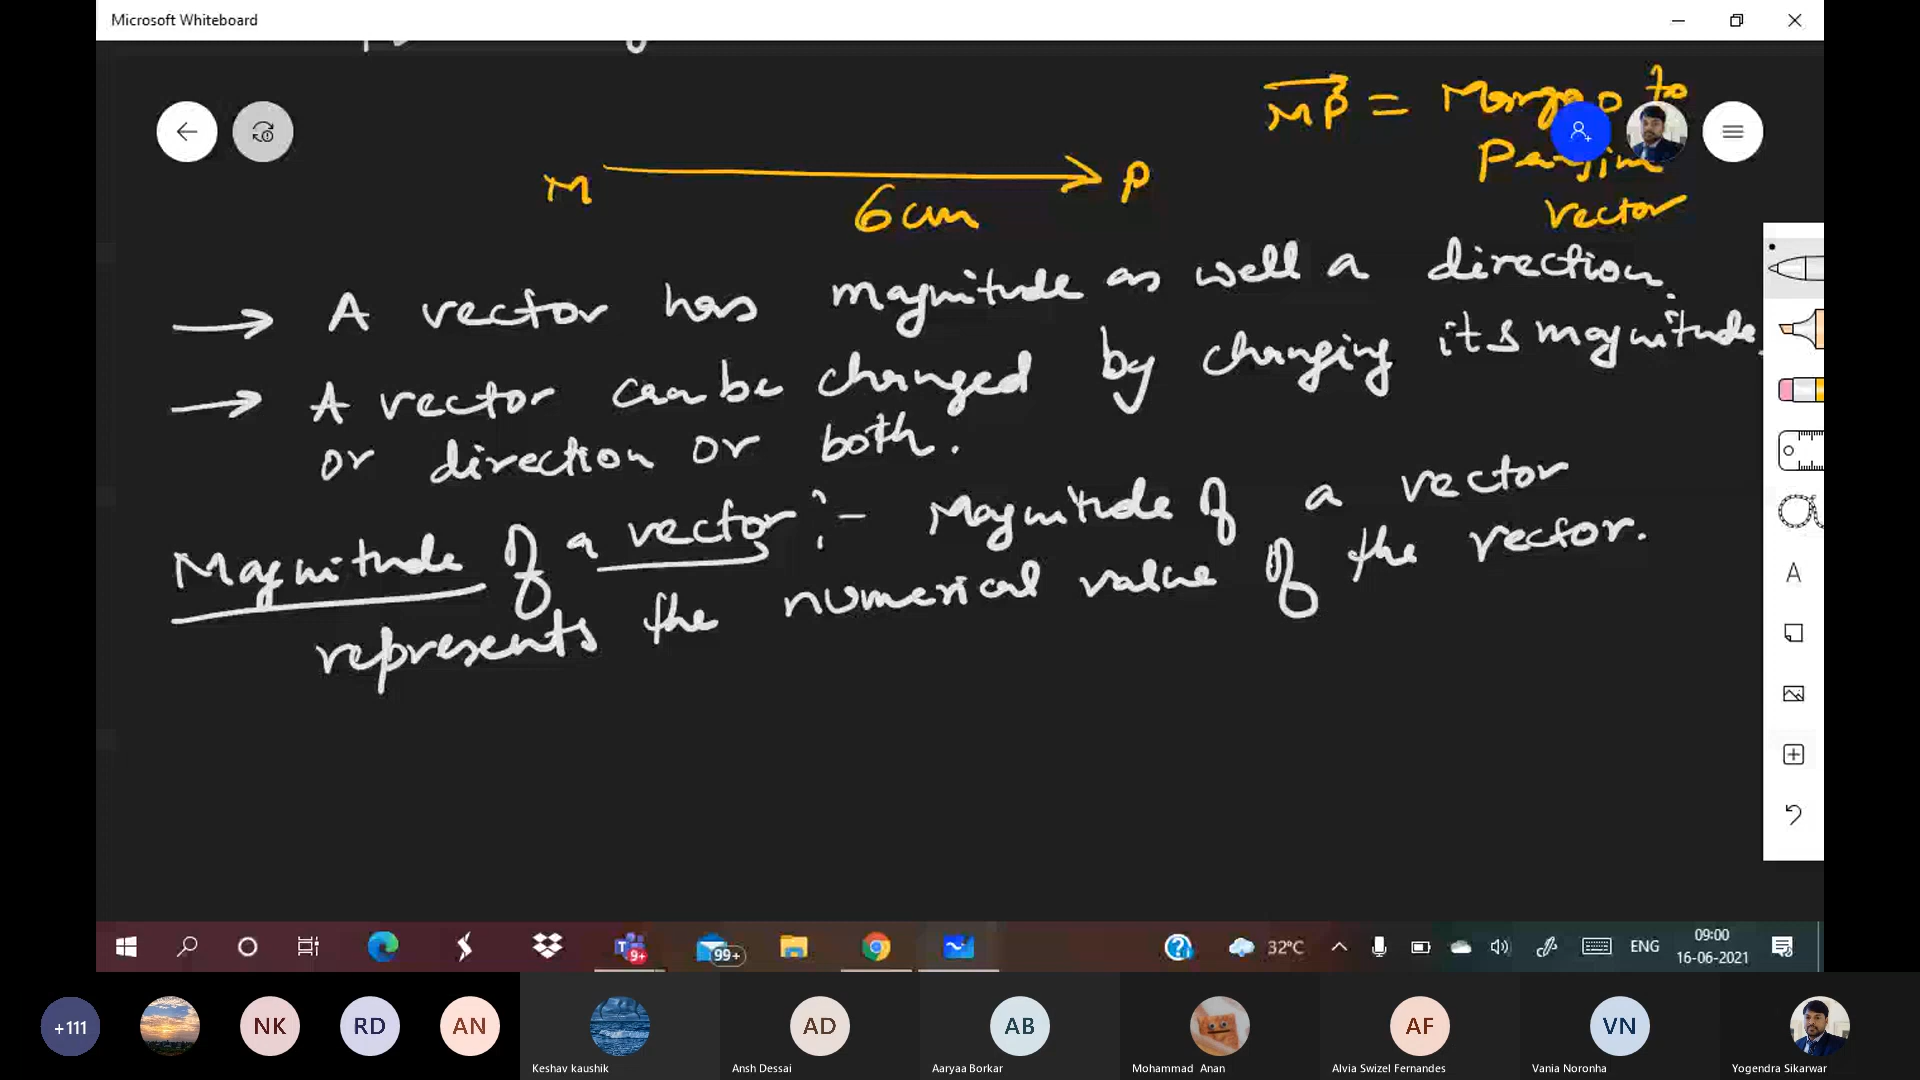 Microsoft Whiteboard
MP = Margao to
Panjim
vector
M P
6cm
→ A vector has magnitude as well a direction.
→ A vector can be changed by changing its magnitude.
or direction or both.
Magnitude of a vector :- Magnitude of a vector
represents the numerical value of the vector.
A
9+
99+
32°C
ENG
09:00
16-06-2021
+111
NK
RD
AN
AD
AB
AF
VN
Keshav kaushik
Ansh Dessai
Aaryaa Borkar
Mohammad Anan
Alvia Swizel Fernandes
Vania Noronha
Yogendra Sikarwar